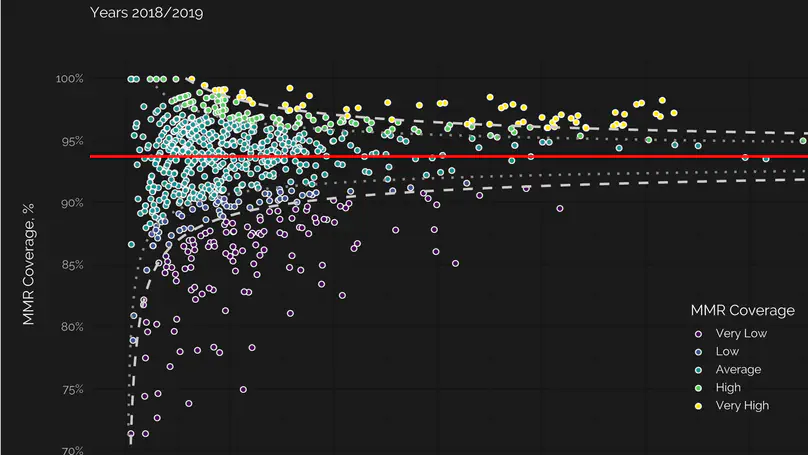 Years 2018/2019
100%
95%
90%
85%
80%
75%
70%
MMR Coverage, %
MMR Coverage
Very Low
Low
Average
High
Very High